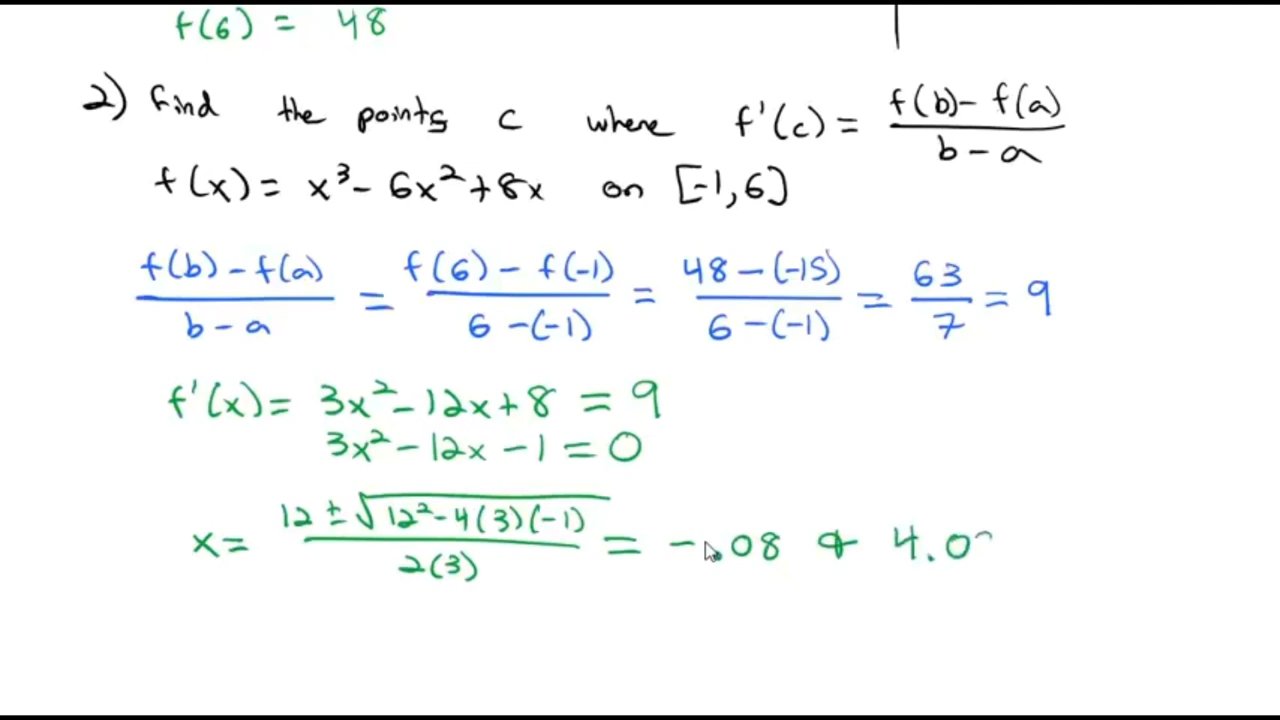 f(6) = 48
2) Find the points c where f'(c) = f(b) - f(a) / b - a
f(x) = x³ - 6x² + 8x on [-1, 6]
f(b) - f(a) / b - a = f(6) - f(-1) / 6 - (-1) = 48 - (-15) / 6 - (-1) = 63 / 7 = 9
f'(x) = 3x² - 12x + 8 = 9
3x² - 12x - 1 = 0
x = 12 ± √(12² - 4(3)(-1)) / 2(3) = -.08 + 4.0